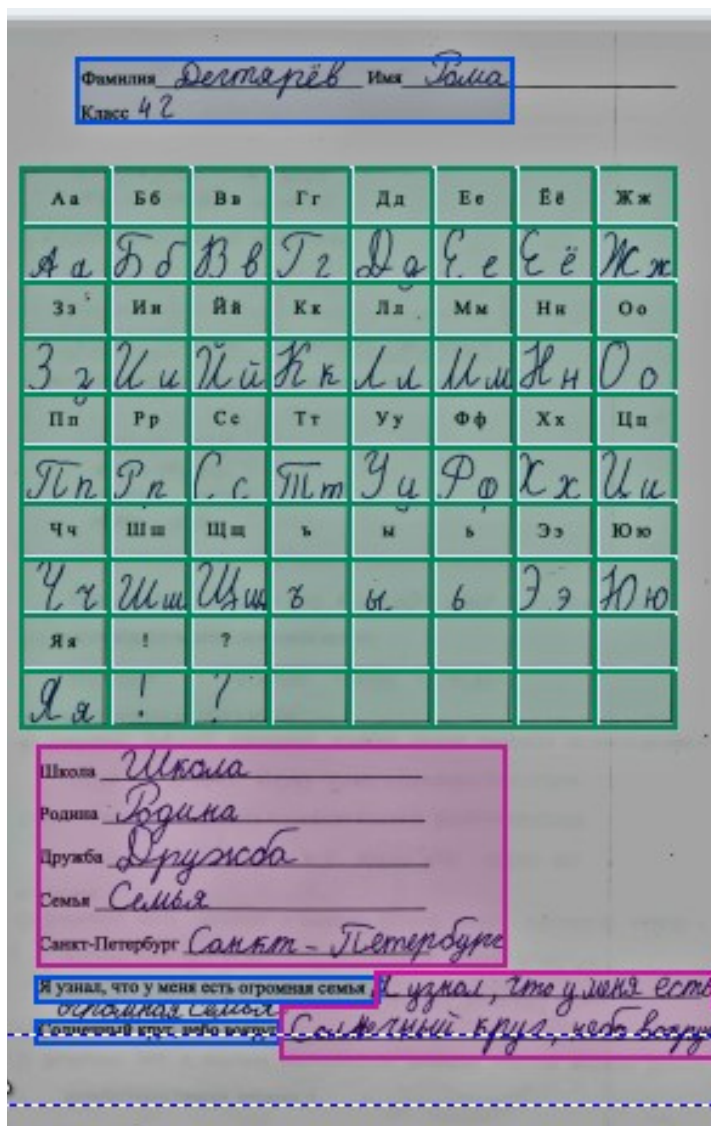 Фамилия Дегтярёв Имя Рома
Класс 4 2
Аа Бб Вв Гг Дд Ее Ёё Жж
Аа Бб Вв Гг Дд Ее Ёё Жж
Зз Ии Йй Кк Лл Мм Нн Оо
Зз Ии Йй Кк Лл Мм Нн Оо
Пп Рр Сс Тт Уу Фф Хх Цц
Пп Рр Сс Тт Уу Фф Хх Цц
Чч Шш Щщ ъ ы ь Ээ Юю
Чч Шш Щщ ъ ы ь Ээ Юю
Яя ! ?
Яя ! ?
Школа Школа
Родина Родина
Дружба Дружба
Семья Семья
Санкт-Петербург Санкт-Петербург
Я узнал, что у меня есть огромная семья Я узнал, что у меня есть
огромная семья
Солнечный круг, небо вокруг Солнечный круг, небо вокру